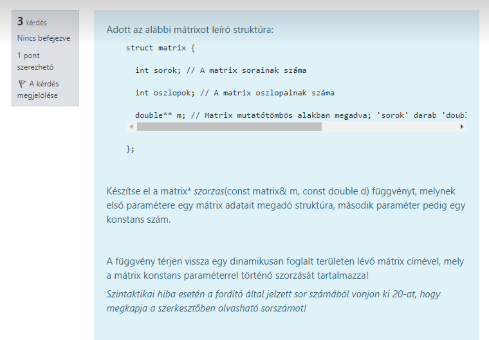 3 kérdés
Nincs befejezve
1 pont
szerezhető
A kérdés
megjelölése
Adott az alábbi mátrixot leíró struktúra:
struct matrix {
int sorok; // A matrix sorainak száma
int oszlopok; // A matrix oszlopainak száma
double** m; // Matrix mutatótömbös alakban megadva; 'sorok' darab 'doubl
};
Készítse el a matrix* szorzas(const matrix& m, const double d) függvényt, melynek
első paramétere egy mátrix adatait megadó struktúra, második paraméter pedig egy
konstans szám.
A függvény térjen vissza egy dinamikusan foglalt területen lévő mátrix címével, mely
a mátrix konstans paraméterrel történő szorzását tartalmazza!
Szintaktikai hiba esetén a fordító által jelzett sor számából vonjon ki 20-at, hogy
megkapja a szerkesztőben olvasható sorszámot!